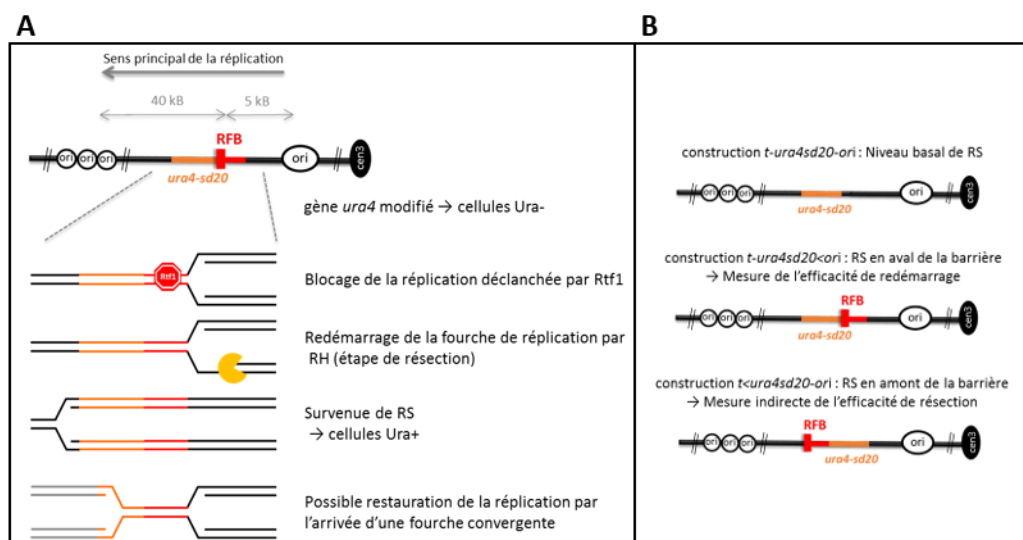 A
Sens principal de la réplication
40 kB
5 kB
RFB
ori
ori
ori
ori
cen3
ura4-sd20
gène ura4 modifié → cellules Ura-
Rtf1
Blocage de la réplication déclanchée par Rtf1
Redémarrage de la fourche de réplication par
RH (étape de résection)
Survenue de RS
→ cellules Ura+
Possible restauration de la réplication par
l'arrivée d'une fourche convergente
B
construction t-ura4sd20-ori : Niveau basal de RS
ori
ori
ori
ori
cen3
ura4-sd20
construction t-ura4sd20<ori : RS en aval de la barrière
→ Mesure de l'efficacité de redémarrage
RFB
ori
ori
ori
ori
cen3
ura4-sd20
construction t<ura4sd20-ori : RS en amont de la barrière
→ Mesure indirecte de l'efficacité de résection
RFB
ori
ori
ori
ori
cen3
ura4-sd20